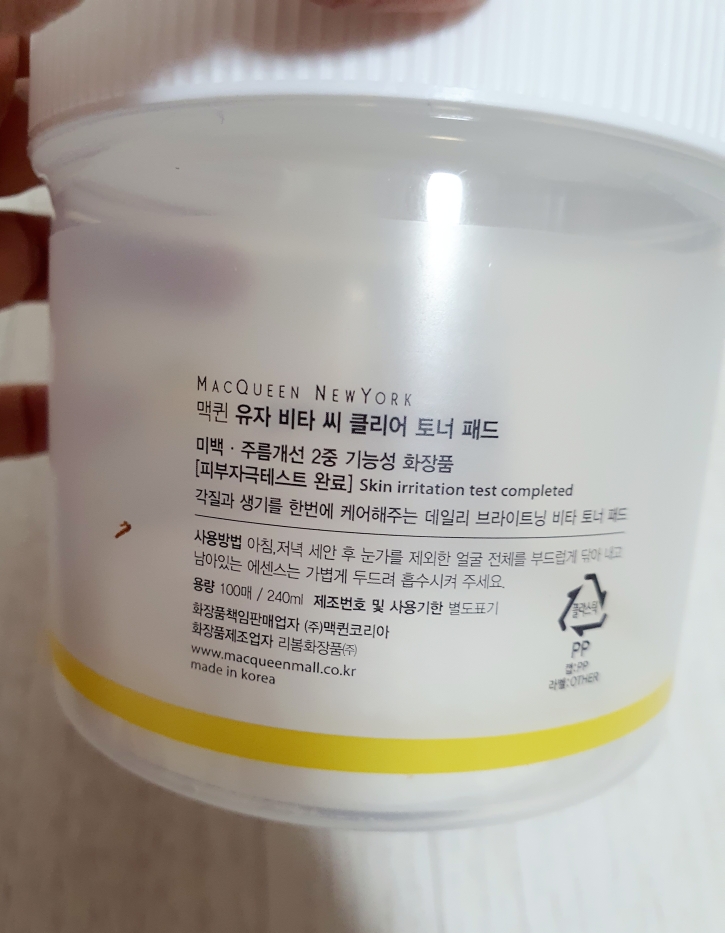 MACQUEEN NEWYORK
맥퀸 유자 비타 씨 클리어 토너 패드
미백 · 주름개선 2중 기능성 화장품
[피부자극테스트 완료] Skin irritation test completed
각질과 생기를 한번에 케어해주는 데일리 브라이트닝 비타 토너 패드
사용방법 아침,저녁 세안 후 눈가를 제외한 얼굴 전체를 부드럽게 닦아 내고
남아있는 에센스는 가볍게 두드려 흡수시켜 주세요.
용량 100매 / 240ml 제조번호 및 사용기한 별도표기
화장품책임판매업자 (주)맥퀸코리아
화장품제조업자 리봄화장품㈜
www.macqueenmall.co.kr
made in korea
플라스틱
PP
캡:PP
라벨:OTHER